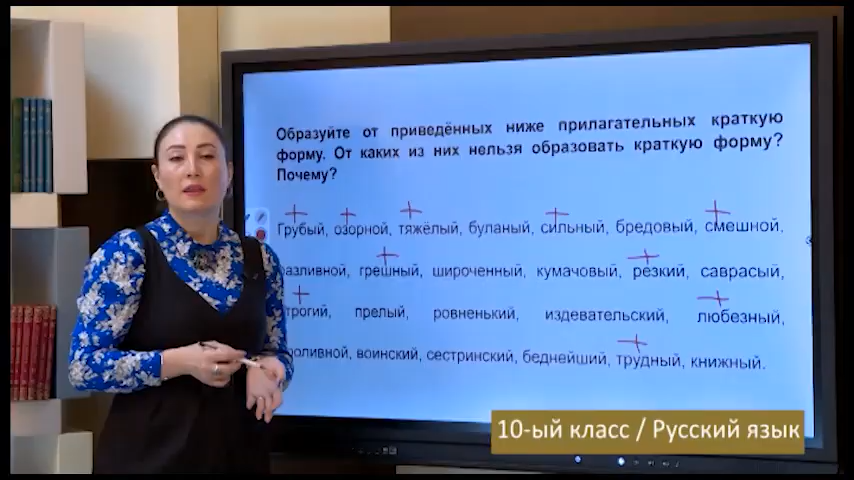 Образуйте от приведённых ниже прилагательных краткую
форму. От каких из них нельзя образовать краткую форму?
Почему?
Грубый, озорной, тяжёлый, буланый, сильный, бредовый, смешной,
разливной, грешный, широченный, кумачовый, резкий, саврасый,
строгий, прелый, ровненький, издевательский, любезный,
воинский, сестринский, беднейший, трудный, книжный.
10-ый класс / Русский язык